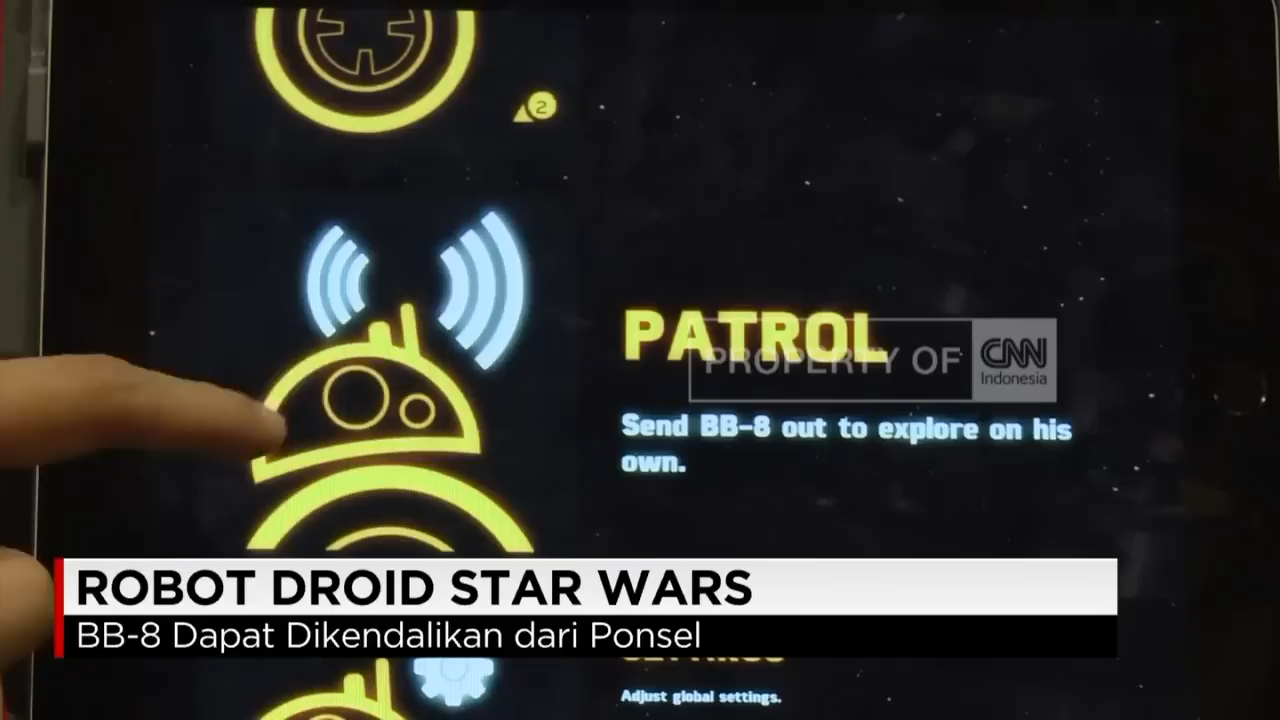 2
PATROL
PROPERTY OF CNN Indonesia
Send BB-8 out to explore on his
own.
ROBOT DROID STAR WARS
BB-8 Dapat Dikendalikan dari Ponsel
SETTINGS
Adjust global settings.